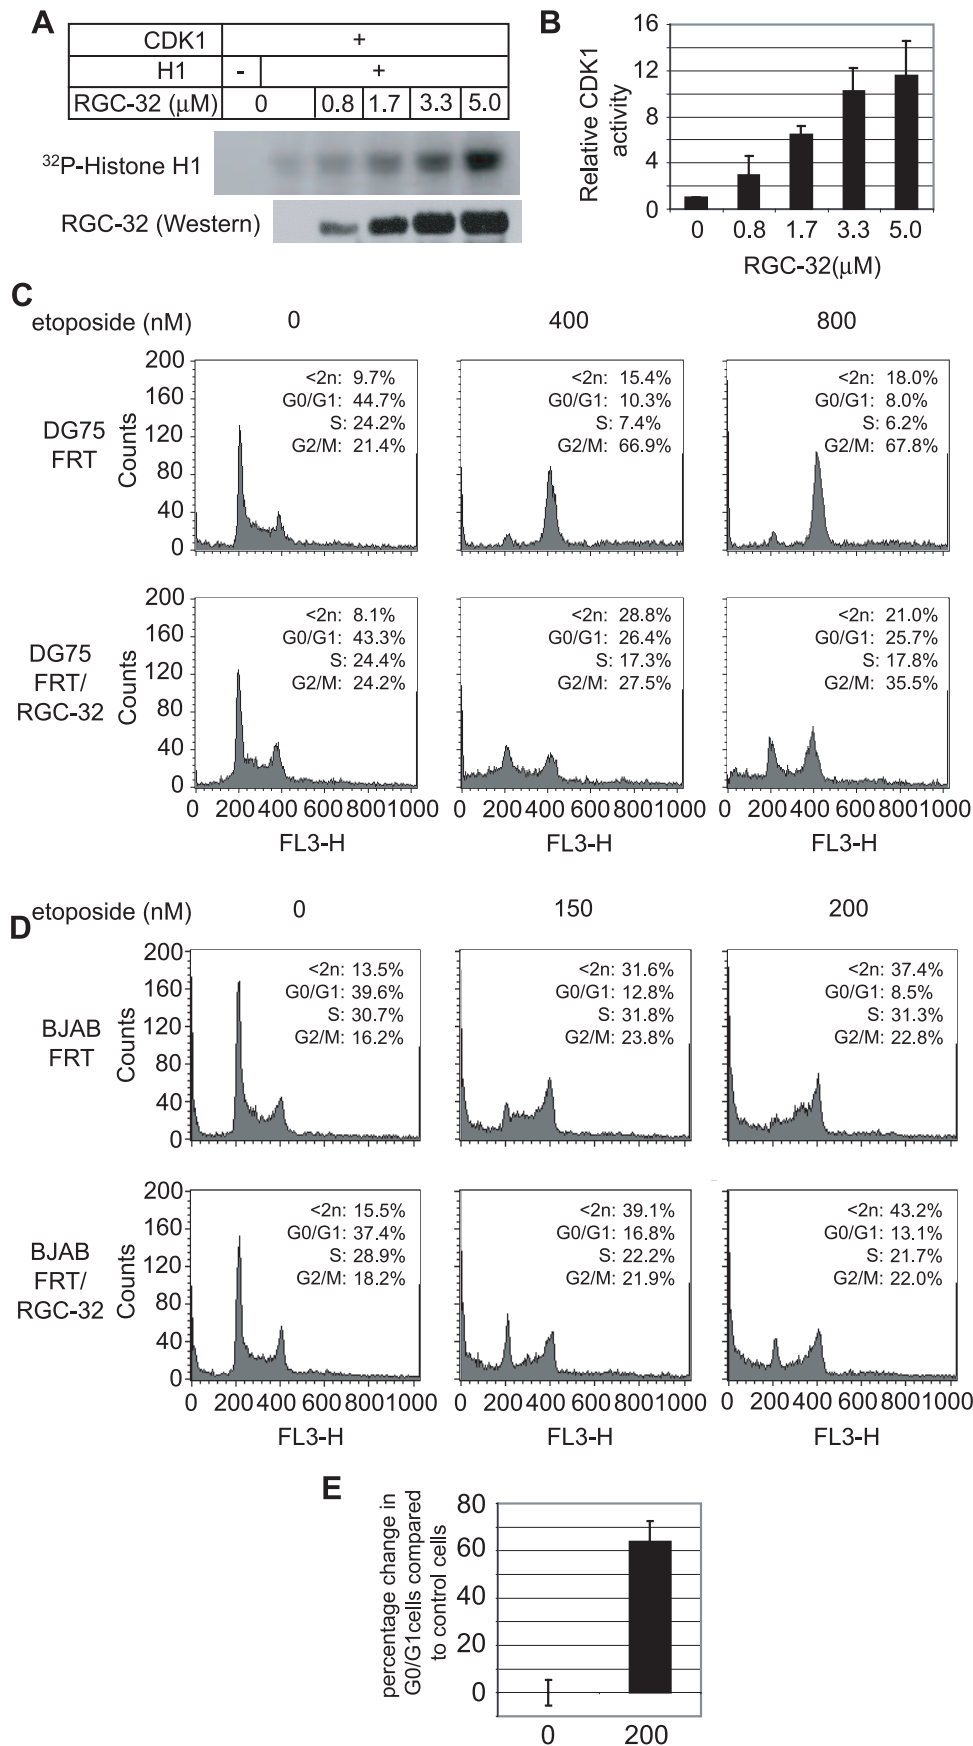 A
CDK1 +
H1 - +
RGC-32 (μM) 0 0.8 1.7 3.3 5.0
³²P-Histone H1
RGC-32 (Western)
B
Relative CDK1
activity
16
12
8
4
0
0 0.8 1.7 3.3 5.0
RGC-32(μM)
C
etoposide (nM) 0 400 800
DG75
FRT
Counts
200
160
120
80
40
0
<2n: 9.7%
G0/G1: 44.7%
S: 24.2%
G2/M: 21.4%
<2n: 15.4%
G0/G1: 10.3%
S: 7.4%
G2/M: 66.9%
<2n: 18.0%
G0/G1: 8.0%
S: 6.2%
G2/M: 67.8%
DG75
FRT/
RGC-32
Counts
200
160
120
80
40
0
<2n: 8.1%
G0/G1: 43.3%
S: 24.4%
G2/M: 24.2%
<2n: 28.8%
G0/G1: 26.4%
S: 17.3%
G2/M: 27.5%
<2n: 21.0%
G0/G1: 25.7%
S: 17.8%
G2/M: 35.5%
0 200 400 600 800 1000 0 200 400 600 800 1000 0 200 400 600 800 1000
FL3-H FL3-H FL3-H
D
etoposide (nM) 0 150 200
BJAB
FRT
Counts
200
160
120
80
40
0
<2n: 13.5%
G0/G1: 39.6%
S: 30.7%
G2/M: 16.2%
<2n: 31.6%
G0/G1: 12.8%
S: 31.8%
G2/M: 23.8%
<2n: 37.4%
G0/G1: 8.5%
S: 31.3%
G2/M: 22.8%
BJAB
FRT/
RGC-32
Counts
200
160
120
80
40
0
<2n: 15.5%
G0/G1: 37.4%
S: 28.9%
G2/M: 18.2%
<2n: 39.1%
G0/G1: 16.8%
S: 22.2%
G2/M: 21.9%
<2n: 43.2%
G0/G1: 13.1%
S: 21.7%
G2/M: 22.0%
0 200 400 600 800 1000 0 200 400 600 800 1000 0 200 400 600 800 1000
FL3-H FL3-H FL3-H
E
percentage change in
G0/G1cells compared
to control cells
80
60
40
20
0
0 200